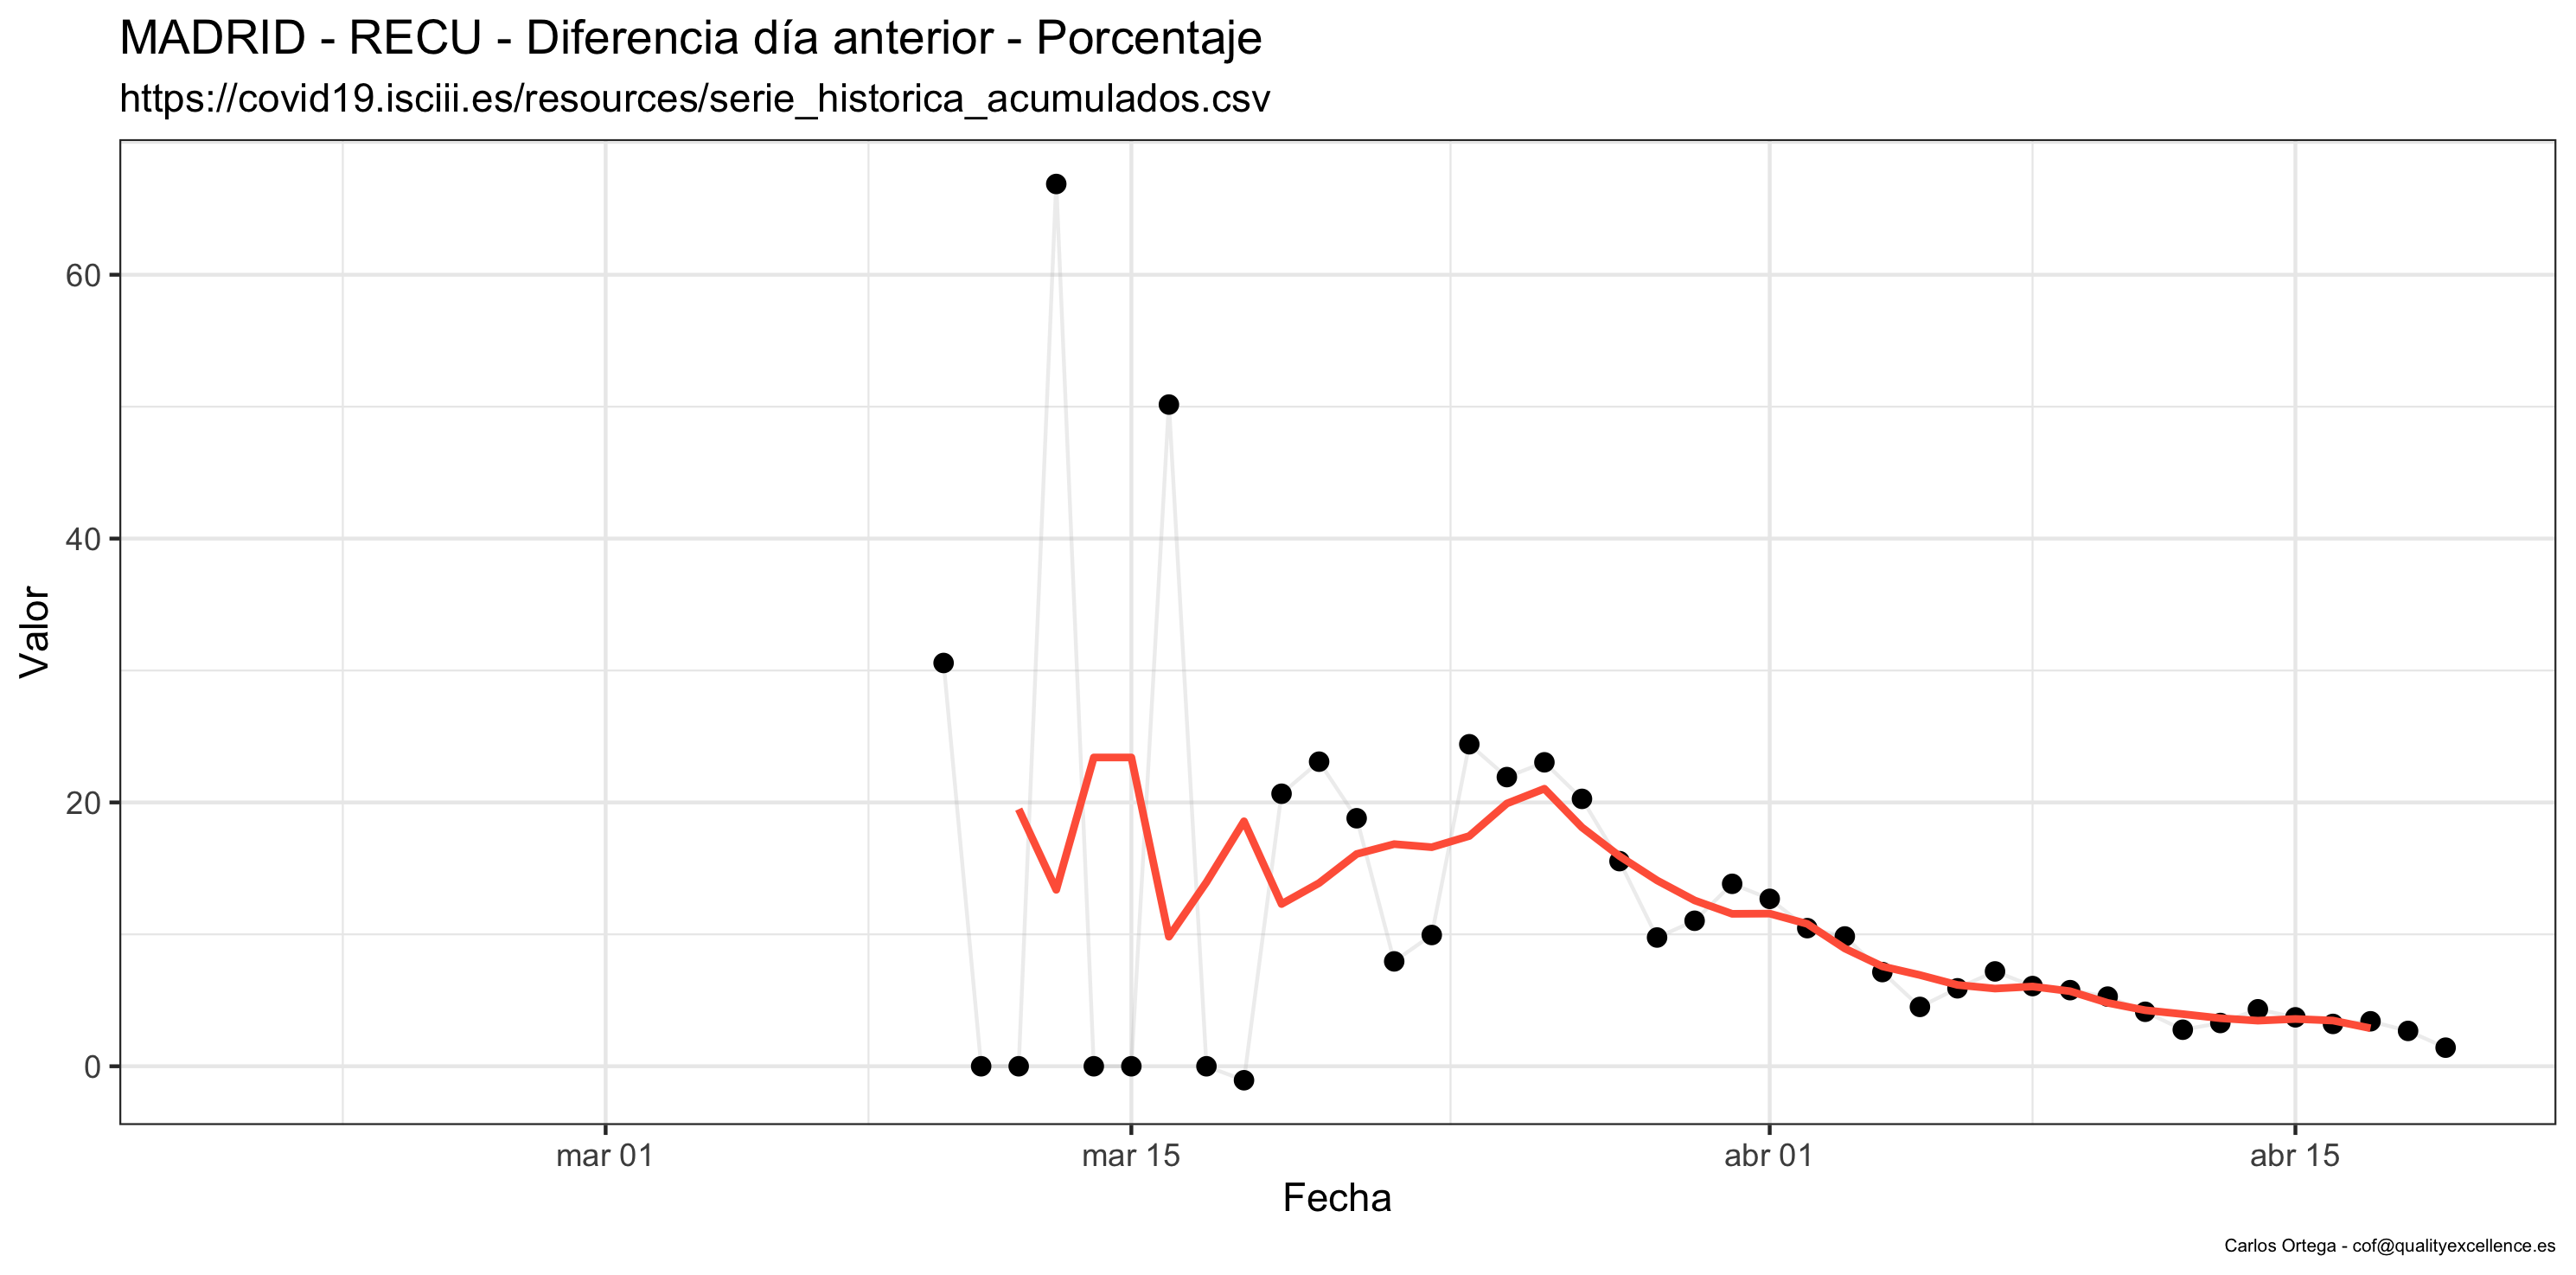 MADRID - RECU - Diferencia día anterior - Porcentaje
https://covid19.isciii.es/resources/serie_historica_acumulados.csv
60
40
20
0
Valor
mar 01 mar 15 abr 01 abr 15
Fecha
Carlos Ortega - cof@qualityexcellence.es